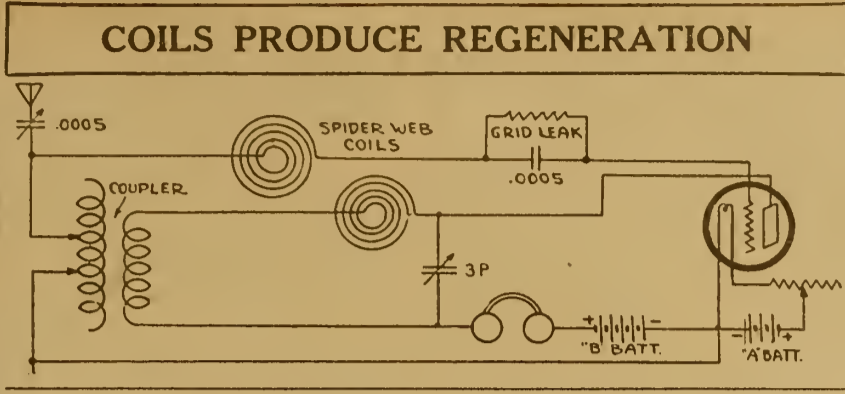 COILS PRODUCE REGENERATION
.0005
SPIDER WEB
COILS
GRID LEAK
.0005
COUPLER
3P
+ -
"B" BATT.
- +
"A" BATT.